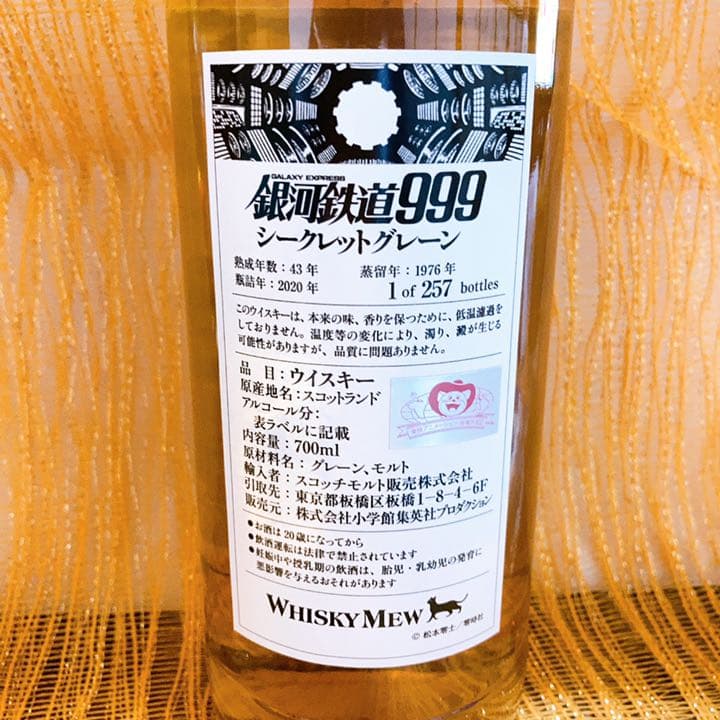 GALAXY EXPRESS
銀河鉄道999
シークレットグレーン
熟成年数：43年 蒸留年：1976年
瓶詰年：2020年 1 of 257 bottles
このウイスキーは、本来の味、香りを保つために、低温濾過を
しておりません。温度等の変化により、濁り、澱が生じる
可能性がありますが、品質に問題ありません。
品 目：ウイスキー
原産地名：スコットランド
アルコール分：
表ラベルに記載
内容量：700ml
原材料名：グレーン、モルト
輸入者：スコッチモルト販売株式会社
引取先：東京都板橋区板橋1-8-4-6F
販売元：株式会社小学館集英社プロダクション
●お酒は20歳になってから
●飲酒運転は法律で禁止されています
●妊娠中や授乳期の飲酒は、胎児・乳幼児の発育に
悪影響を与えるおそれがあります
WHISKY MEW
© 松本零士／零時社